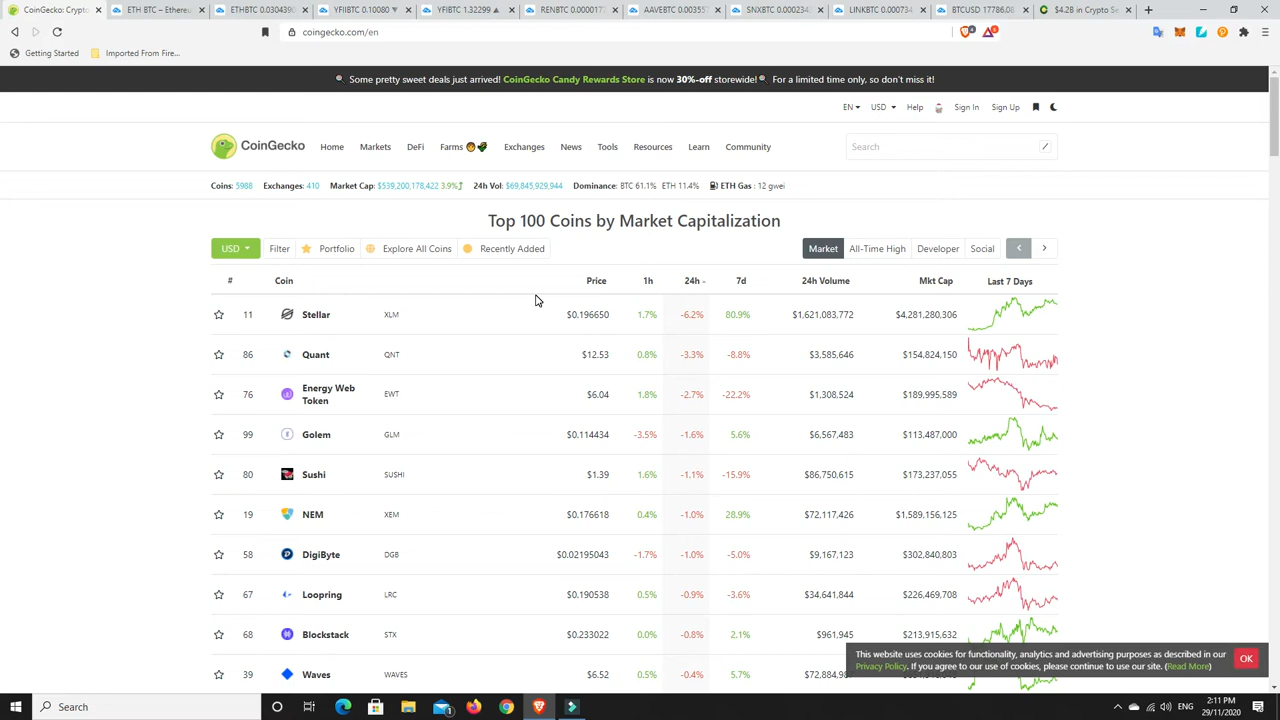 CoinGecko: Crypto
ETH BTC – Ethereu
ETHBTC 0.03043
YFIIBTC 0.10080 ▼
YFIBTC 1.32299 ▲
RENBTC 0.000017
AAVEBTC 0.00355
SNXBTC 0.000234
LINKBTC 0.000734
BTCUSD 17786.08
$4.2B in Crypto Se
coingecko.com/en
Getting Started
Imported From Fire...
Some pretty sweet deals just arrived! CoinGecko Candy Rewards Store is now 30%-off storewide! For a limited time only, so don't miss it!
EN USD Help Sign In Sign Up
CoinGecko Home Markets DeFi Farms Exchanges News Tools Resources Learn Community Search /
Coins: 5988 Exchanges: 410 Market Cap: $539,200,178,422 3.9% 24h Vol: $69,845,929,944 Dominance: BTC 61.1% ETH 11.4% ETH Gas: 12 gwei
Top 100 Coins by Market Capitalization
USD Filter Portfolio Explore All Coins Recently Added Market All-Time High Developer Social < >
# Coin Price 1h 24h 7d 24h Volume Mkt Cap Last 7 Days
11 Stellar XLM $0.196650 1.7% -6.2% 80.9% $1,621,083,772 $4,281,280,306
86 Quant QNT $12.53 0.8% -3.3% -8.8% $3,585,646 $154,824,150
76 Energy Web Token EWT $6.04 1.8% -2.7% -22.2% $1,308,524 $189,995,589
99 Golem GLM $0.114434 -3.5% -1.6% 5.6% $6,567,483 $113,487,000
80 Sushi SUSHI $1.39 1.6% -1.1% -15.9% $86,750,615 $173,237,055
19 NEM XEM $0.176618 0.4% -1.0% 28.9% $72,117,426 $1,589,156,125
58 DigiByte DGB $0.02195043 -1.7% -1.0% -5.0% $9,167,123 $302,840,803
67 Loopring LRC $0.190538 0.5% -0.9% -3.6% $34,641,844 $226,469,708
68 Blockstack STX $0.233022 0.0% -0.8% 2.1% $961,945 $213,915,632
39 Waves WAVES $6.52 0.5% -0.4% 5.7%
This website uses cookies for functionality, analytics and advertising purposes as described in our
Privacy Policy. If you agree to our use of cookies, please continue to use our site. (Read More)
OK
Search
ENG
2:11 PM
29/11/2020